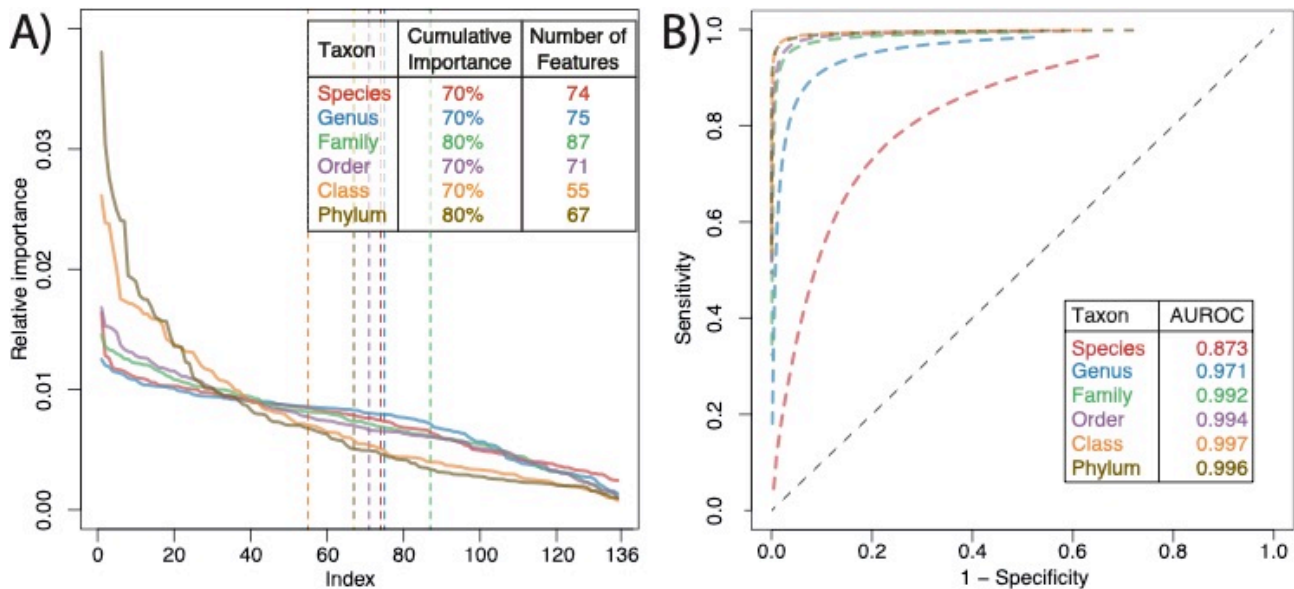 A)
Taxon Cumulative Importance Number of Features
Species 70% 74
Genus 70% 75
Family 80% 87
Order 70% 71
Class 70% 55
Phylum 80% 67
Relative importance
0.03
0.02
0.01
0.00
0 20 40 60 80 100 120 136
Index
B)
Sensitivity
1.0
0.8
0.6
0.4
0.2
0.0
Taxon AUROC
Species 0.873
Genus 0.971
Family 0.992
Order 0.994
Class 0.997
Phylum 0.996
0.0 0.2 0.4 0.6 0.8 1.0
1 − Specificity